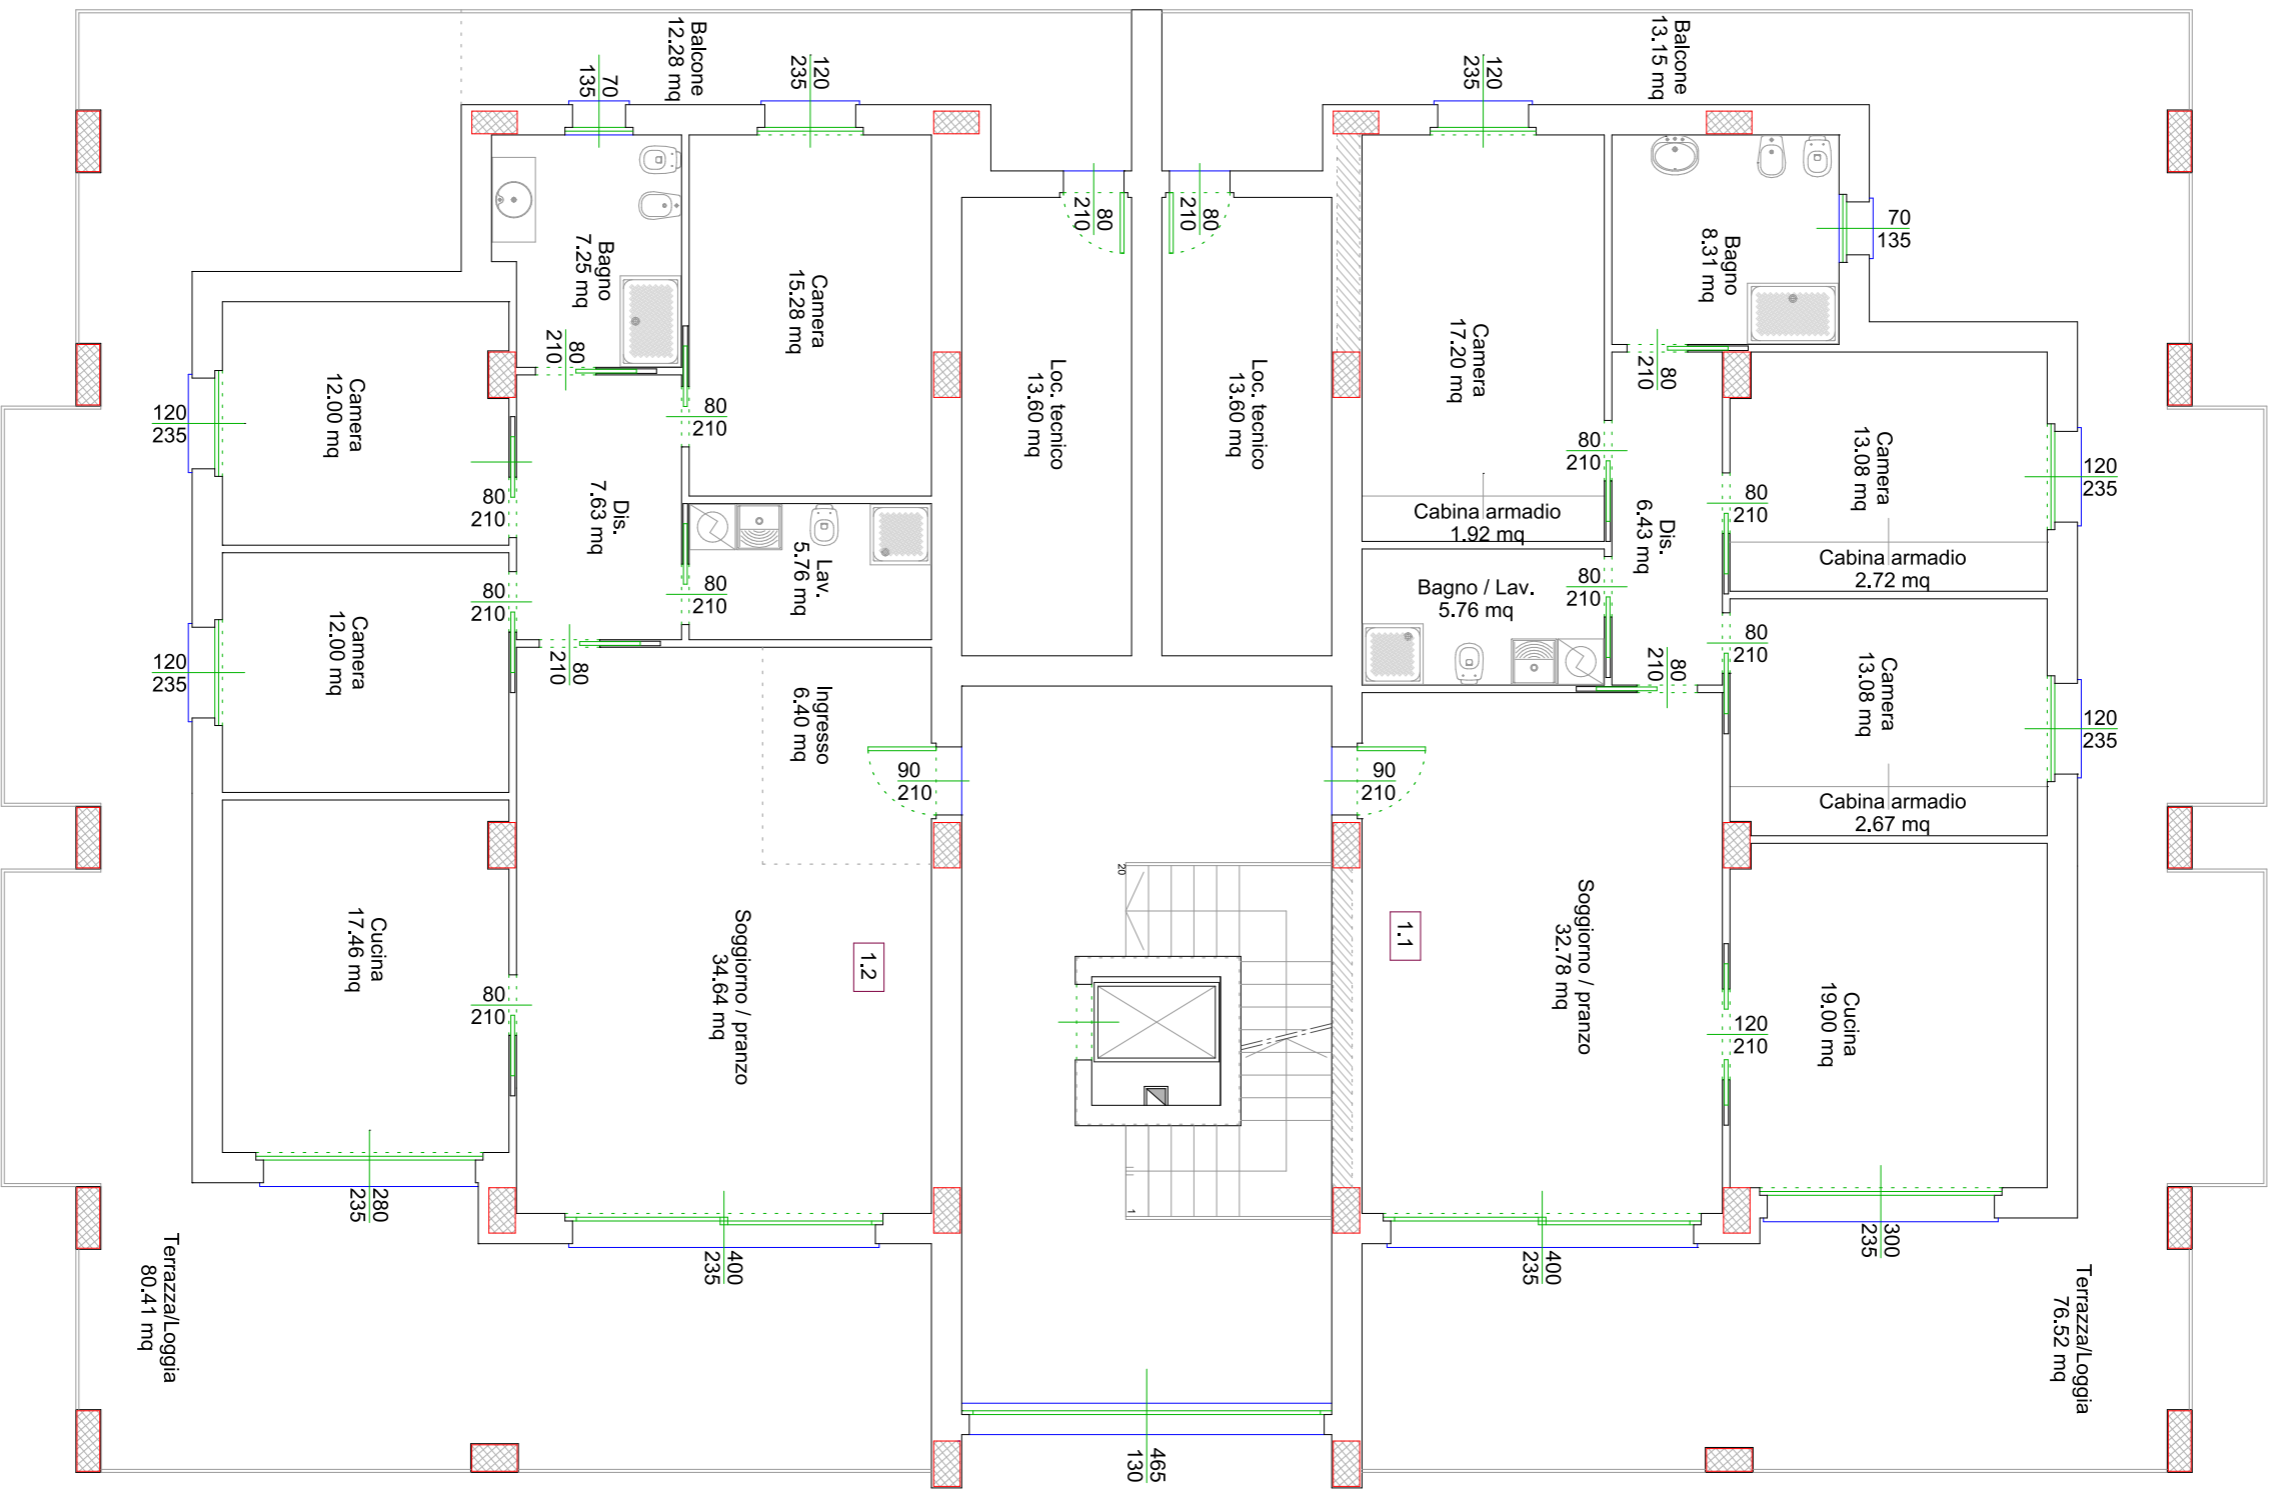 Balcone
12.28 mq
Balcone
13.15 mq
70
135
120
235
120
235
80
210
80
210
70
135
Bagno
7.25 mq
Camera
15.28 mq
Loc. tecnico
13.60 mq
Loc. tecnico
13.60 mq
Camera
17.20 mq
Bagno
8.31 mq
80
210
80
210
Camera
12.00 mq
120
235
80
210
80
210
Camera
13.08 mq
120
235
80
210
80
210
Dis.
7.63 mq
Cabina armadio
1.92 mq
Dis.
6.43 mq
Cabina armadio
2.72 mq
Lav.
5.76 mq
80
210
80
210
Bagno / Lav.
5.76 mq
80
210
Camera
12.00 mq
120
235
80
210
80
210
80
210
Camera
13.08 mq
120
235
Ingresso
6.40 mq
90
210
90
210
Cabina armadio
2.67 mq
20
Cucina
17.46 mq
Soggiorno / pranzo
34.64 mq
1.2
1.1
Soggiorno / pranzo
32.78 mq
Cucina
19.00 mq
80
210
120
210
11
1
280
235
400
235
400
235
300
235
Terrazza/Loggia
80.41 mq
Terrazza/Loggia
76.52 mq
465
130